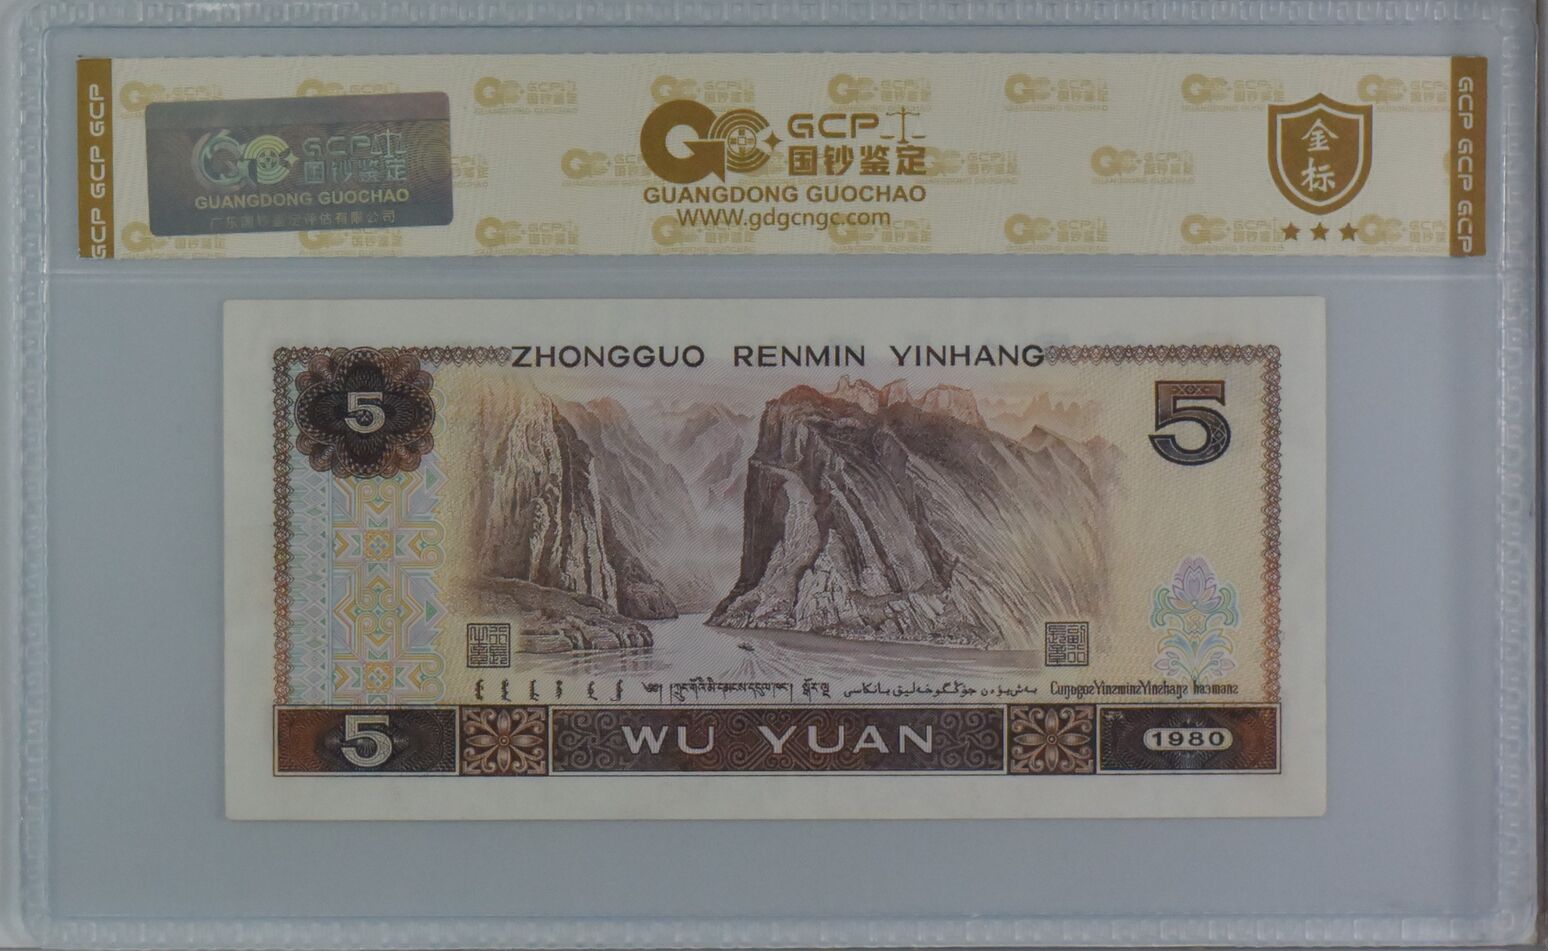 GCP GCP GCP
GCP
国钞鉴定
GUANGDONG GUOCHAO
广东国钞鉴定评估有限公司
GCP
国钞鉴定
GUANGDONG GUOCHAO
WWW.gdgcngc.com
金
标
GCP GCP GCP
ZHONGGUO RENMIN YINHANG
5
5
CuŋƅgozYinzminzYinzhaŋz hazmanz
5
WU YUAN
1980